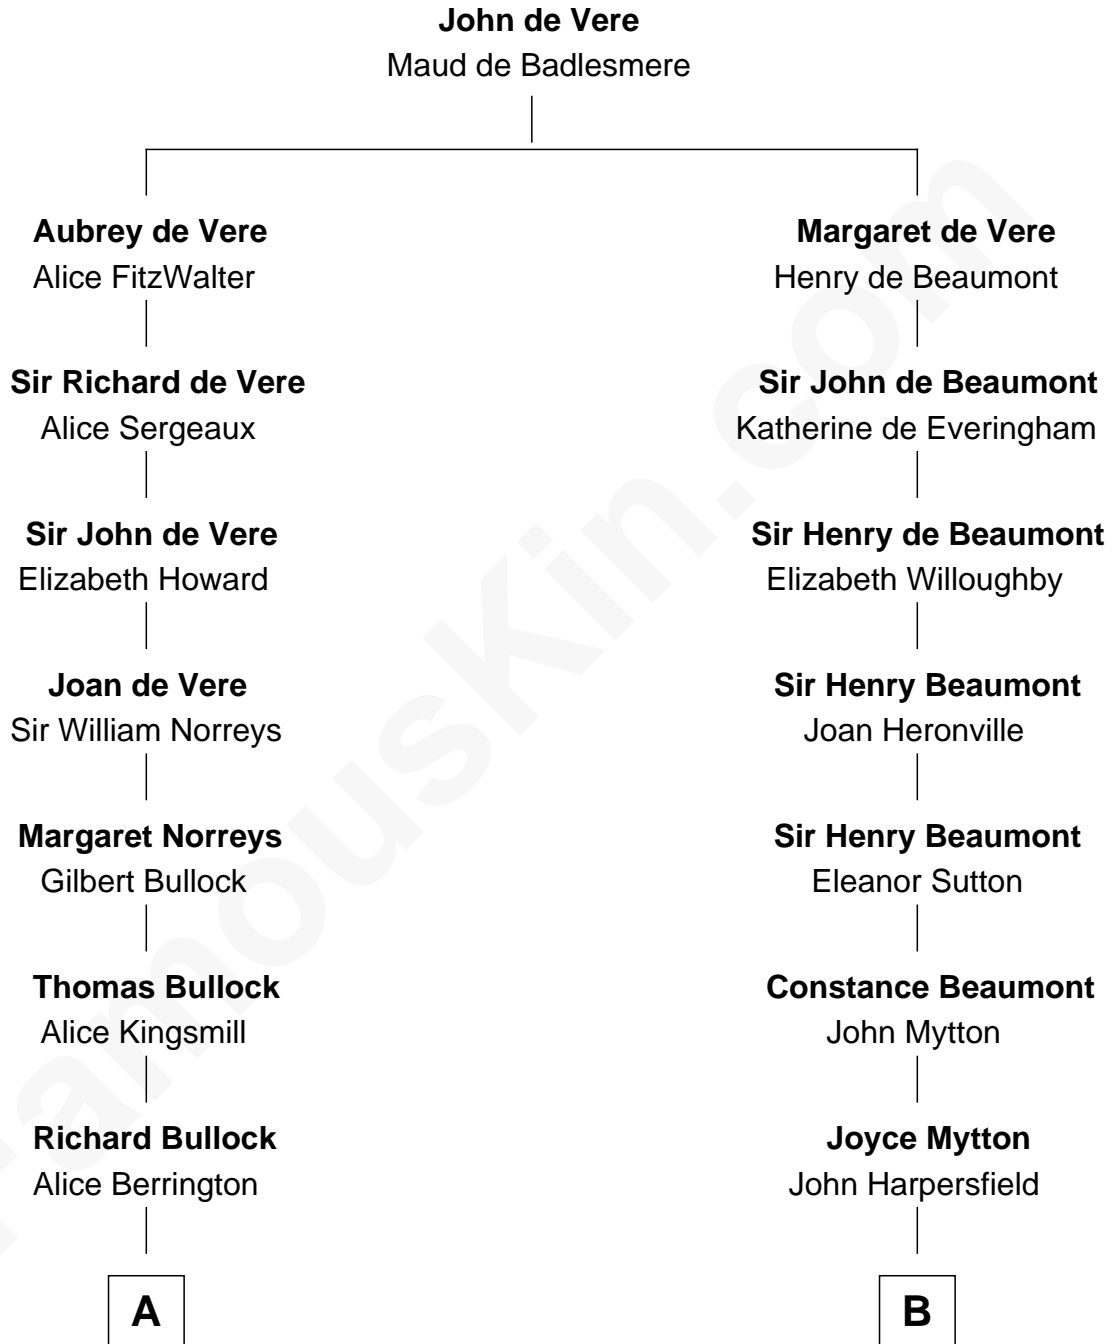 John de Vere
Maud de Badlesmere
Aubrey de Vere
Alice FitzWalter
Margaret de Vere
Henry de Beaumont
Sir Richard de Vere
Alice Sergeaux
Sir John de Beaumont
Katherine de Everingham
Sir John de Vere
Elizabeth Howard
Sir Henry de Beaumont
Elizabeth Willoughby
Joan de Vere
Sir William Norreys
Sir Henry Beaumont
Joan Heronville
Margaret Norreys
Gilbert Bullock
Sir Henry Beaumont
Eleanor Sutton
Thomas Bullock
Alice Kingsmill
Constance Beaumont
John Mytton
Richard Bullock
Alice Berrington
Joyce Mytton
John Harpersfield
A
B
FamousKin.com